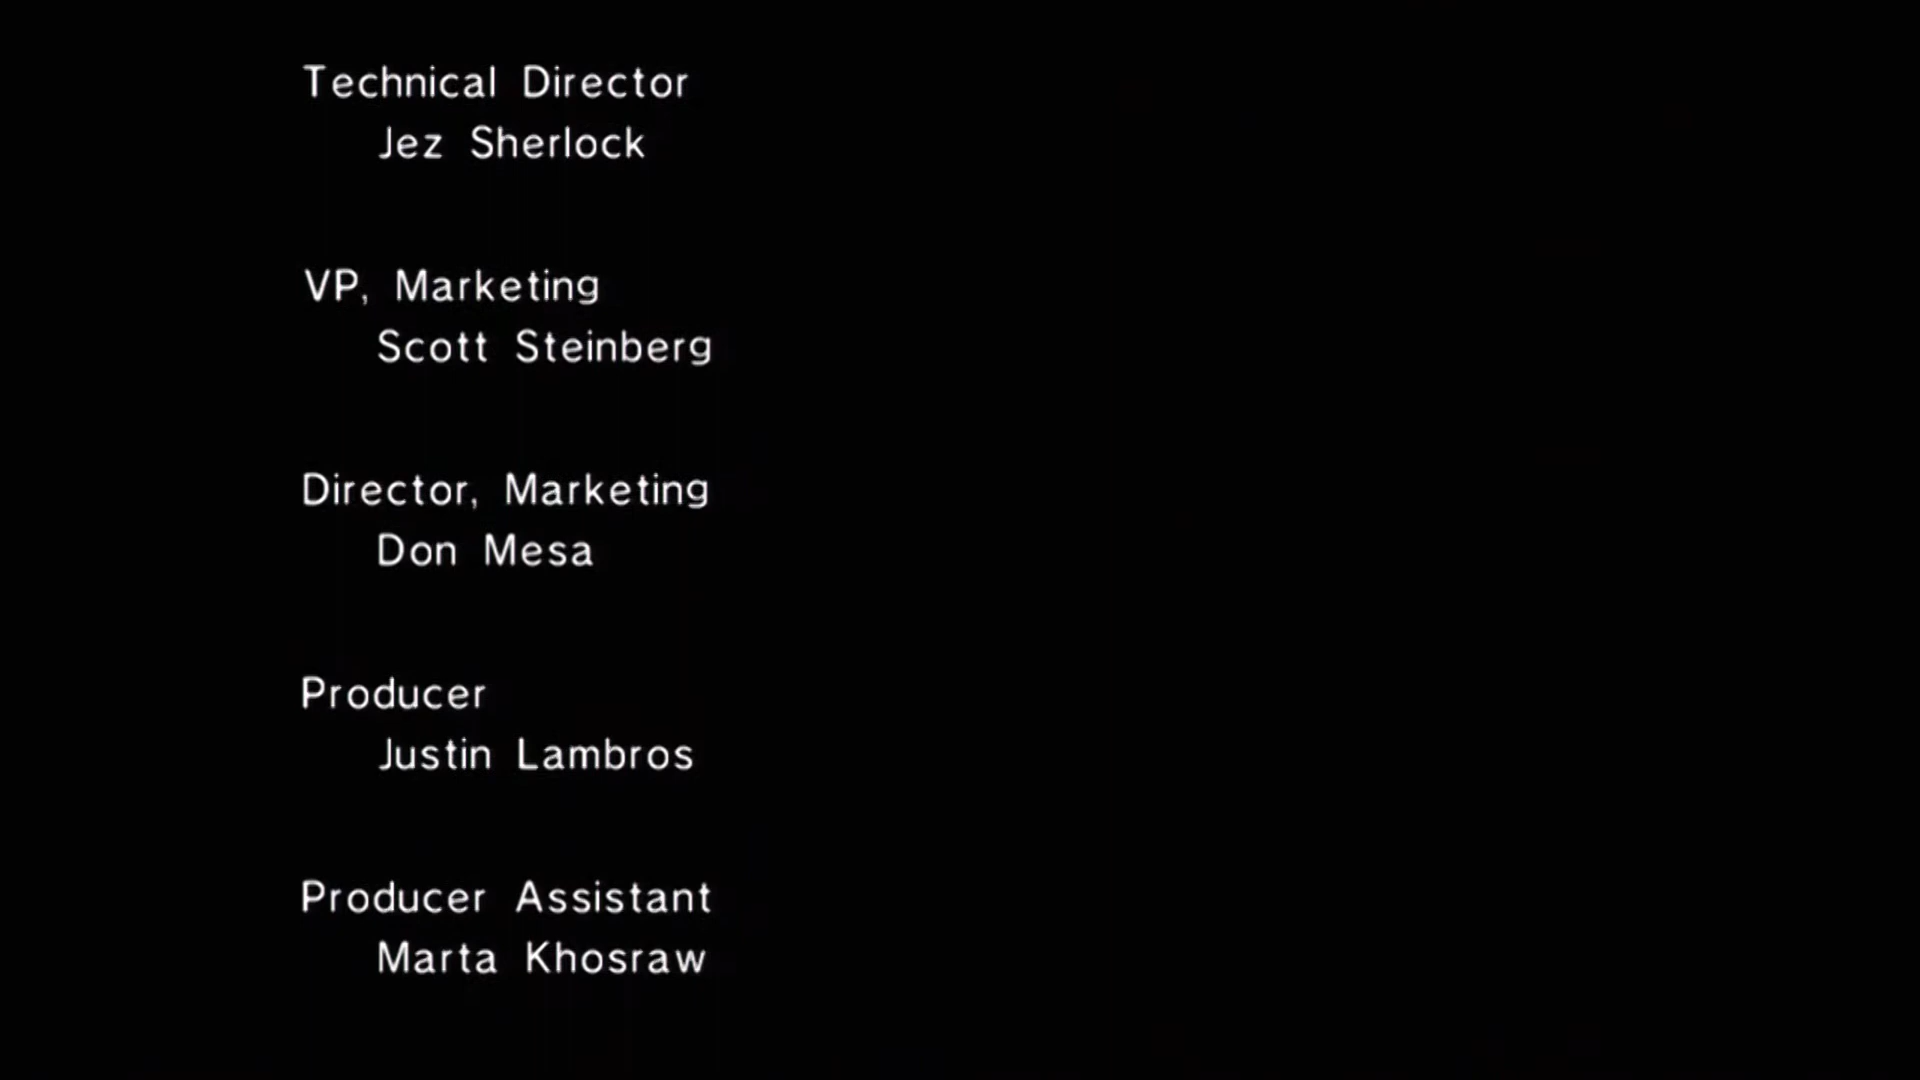 Technical Director
Jez Sherlock
VP, Marketing
Scott Steinberg
Director, Marketing
Don Mesa
Producer
Justin Lambros
Producer Assistant
Marta Khosraw